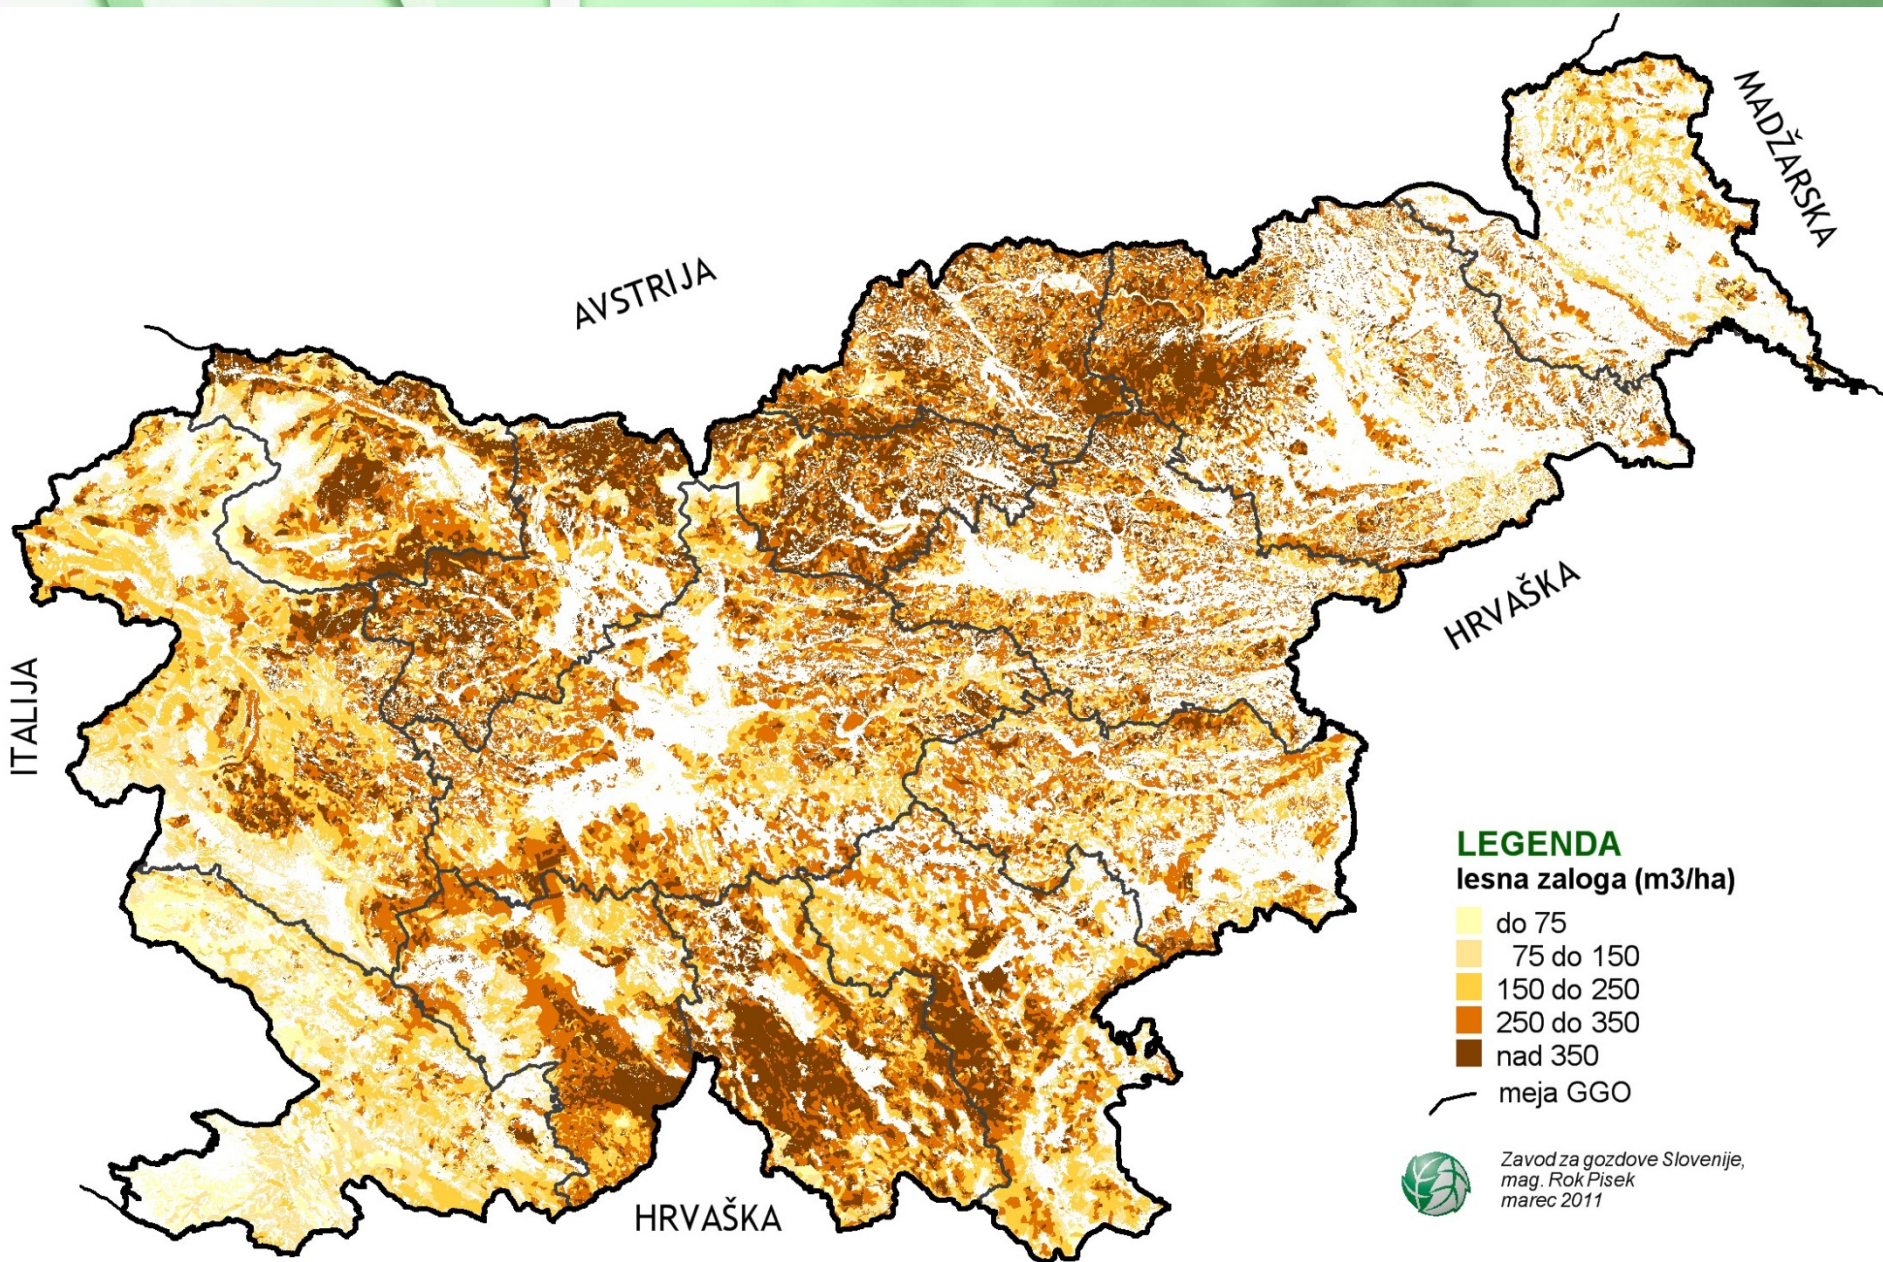 MADŽARSKA
AVSTRIJA
HRVAŠKA
ITALIJA
LEGENDA
lesna zaloga (m3/ha)
do 75
75 do 150
150 do 250
250 do 350
nad 350
meja GGO
Zavod za gozdove Slovenije,
mag. Rok Pisek
marec 2011
HRVAŠKA